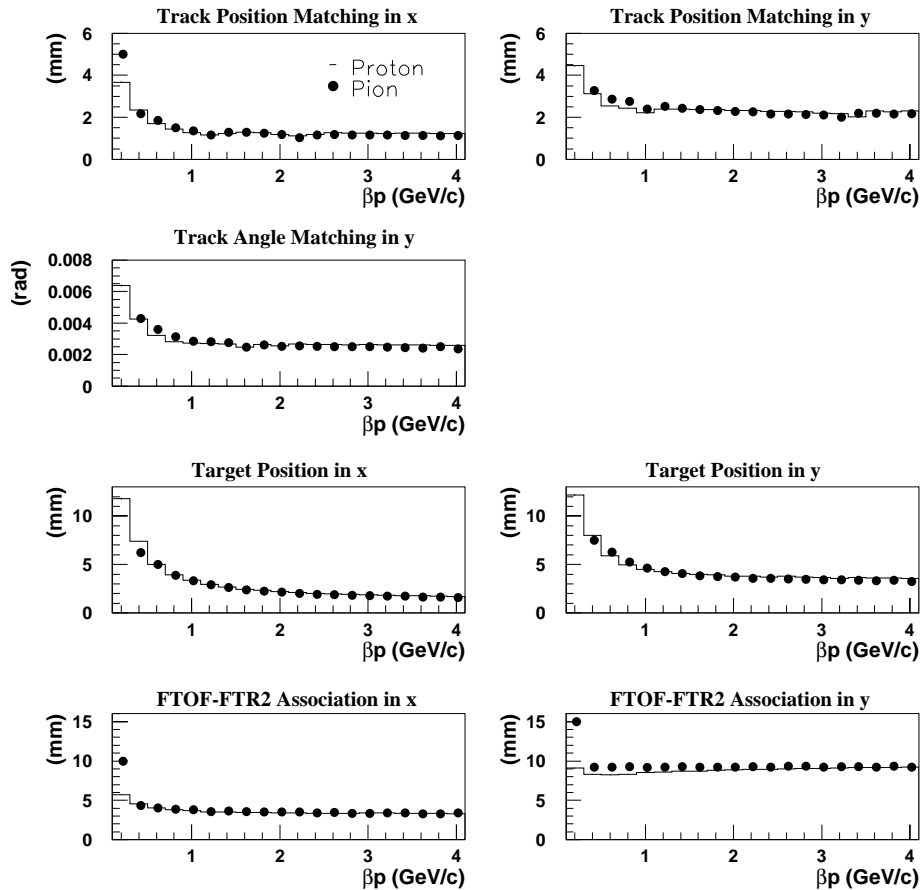 Track Position Matching in x
(mm)
6
4
2
0
Proton
Pion
1
2
3
4
βp (GeV/c)
Track Position Matching in y
(mm)
6
4
2
0
1
2
3
4
βp (GeV/c)
Track Angle Matching in y
(rad)
0.008
0.006
0.004
0.002
0
1
2
3
4
βp (GeV/c)
Target Position in x
(mm)
10
5
0
1
2
3
4
βp (GeV/c)
Target Position in y
(mm)
10
5
0
1
2
3
4
βp (GeV/c)
FTOF-FTR2 Association in x
(mm)
15
10
5
0
1
2
3
4
βp (GeV/c)
FTOF-FTR2 Association in y
(mm)
15
10
5
0
1
2
3
4
βp (GeV/c)